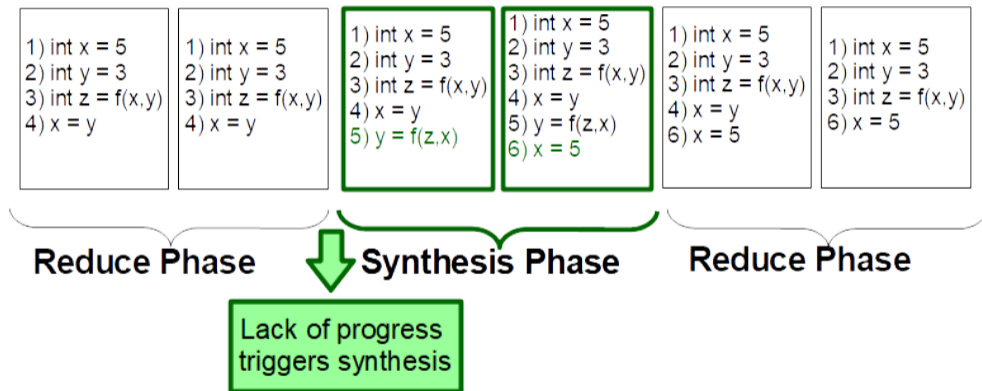 1) int x = 5
2) int y = 3
3) int z = f(x,y)
4) x = y
1) int x = 5
2) int y = 3
3) int z = f(x,y)
4) x = y
1) int x = 5
2) int y = 3
3) int z = f(x,y)
4) x = y
5) y = f(z,x)
1) int x = 5
2) int y = 3
3) int z = f(x,y)
4) x = y
5) y = f(z,x)
6) x = 5
1) int x = 5
2) int y = 3
3) int z = f(x,y)
4) x = y
6) x = 5
1) int x = 5
2) int y = 3
3) int z = f(x,y)
6) x = 5
Reduce Phase
Synthesis Phase
Reduce Phase
Lack of progress
triggers synthesis